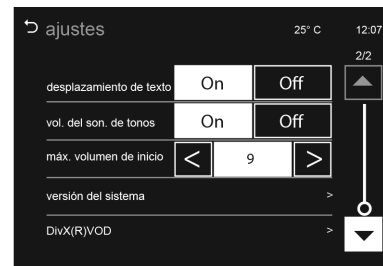 ajustes 25° C 12:07
2/2
desplazamiento de texto On Off
vol. del son. de tonos On Off
máx. volumen de inicio < 9 >
versión del sistema >
DivX(R)VOD >